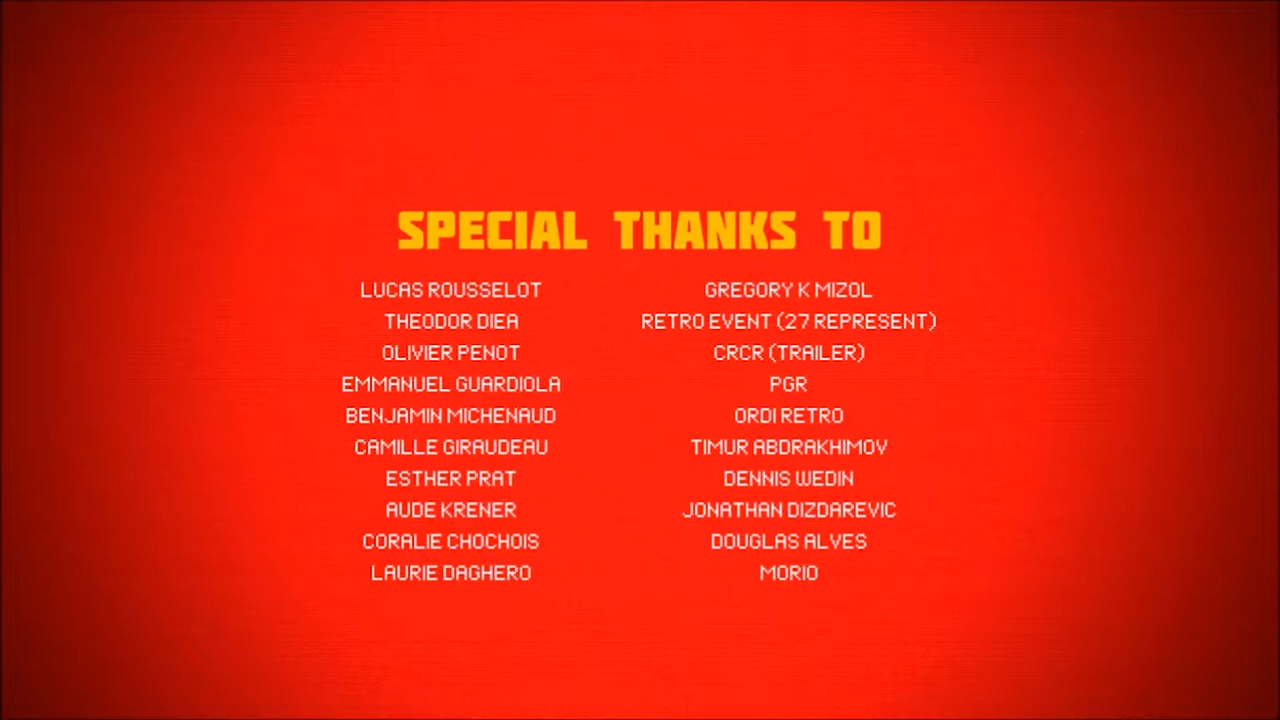 SPECIAL THANKS TO
LUCAS ROUSSELOT
THEODOR DIEA
OLIVIER PENOT
EMMANUEL GUARDIOLA
BENJAMIN MICHENAUD
CAMILLE GIRAUDEAU
ESTHER PRAT
AUDE KRENER
CORALIE CHOCHOIS
LAURIE DAGHERO
GREGORY K MIZOL
RETRO EVENT (27 REPRESENT)
CRCR (TRAILER)
PGR
ORDI RETRO
TIMUR ABDRAKHIMOV
DENNIS WEDIN
JONATHAN DIZDAREVIC
DOUGLAS ALVES
MORIO